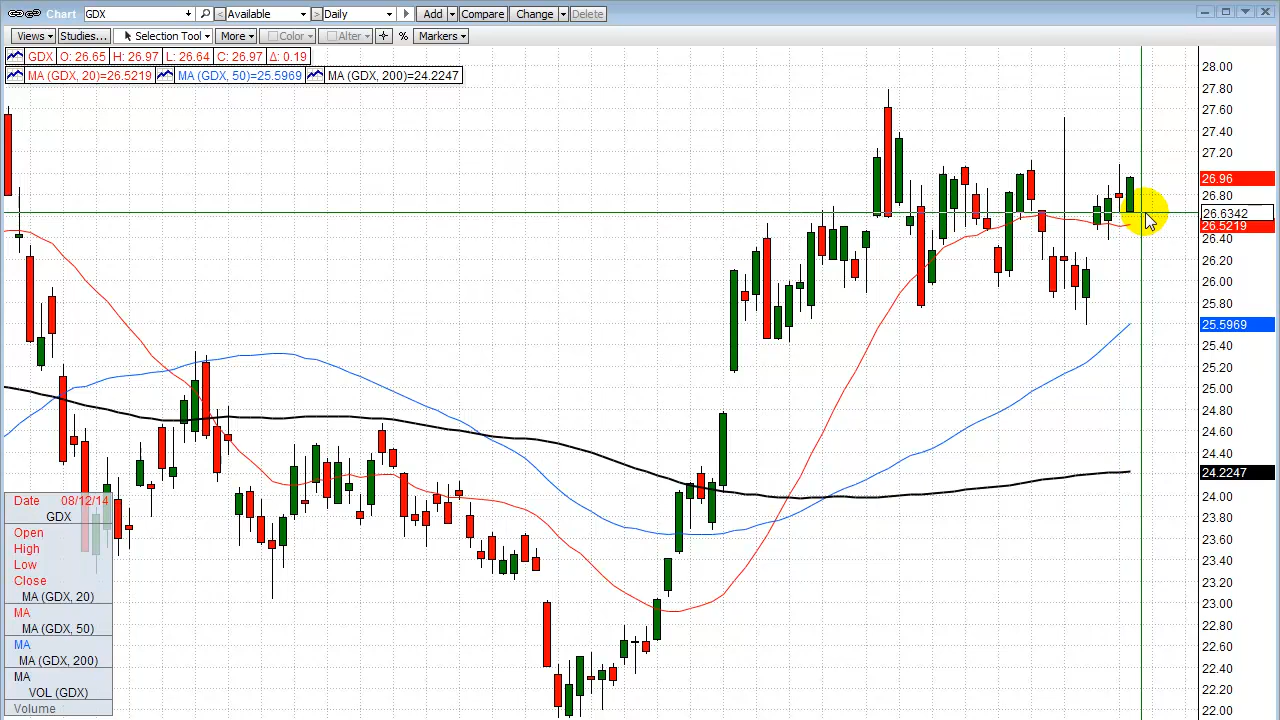 Chart GDX Available Daily Add Compare Change Delete
Views Studies... Selection Tool More Color Alter % Markers
GDX O: 26.65 H: 26.97 L: 26.64 C: 26.97 Δ: 0.19
MA (GDX, 20)=26.5219 MA (GDX, 50)=25.5969 MA (GDX, 200)=24.2247
28.00
27.80
27.60
27.40
27.20
26.96
26.80
26.6342
26.5219
26.40
26.20
26.00
25.80
25.5969
25.40
25.20
25.00
24.80
24.60
24.40
24.2247
24.00
23.80
23.60
23.40
23.20
23.00
22.80
22.60
22.40
22.20
22.00
Date 08/12/14
GDX
Open
High
Low
Close
MA (GDX, 20)
MA
MA (GDX, 50)
MA
MA (GDX, 200)
MA
VOL (GDX)
Volume